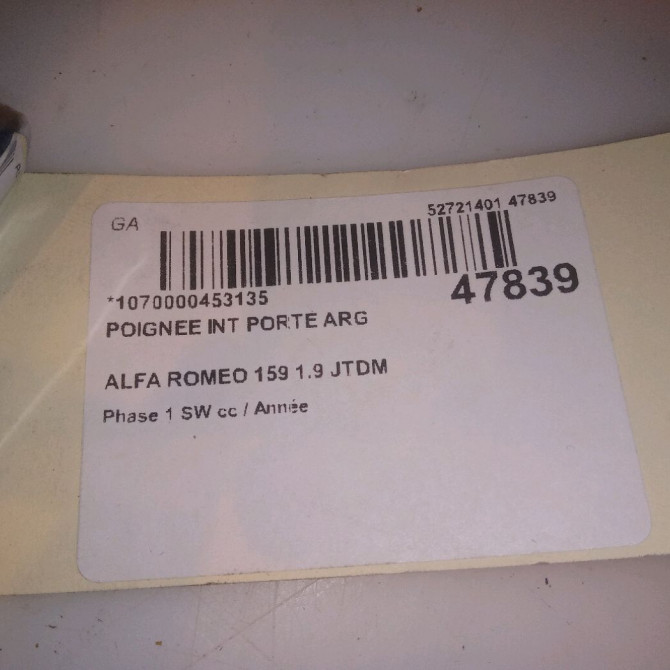 GA
52721401 47839
*1070000453135
47839
POIGNEE INT PORTE ARG
ALFA ROMEO 159 1.9 JTDM
Phase 1 SW cc / Année